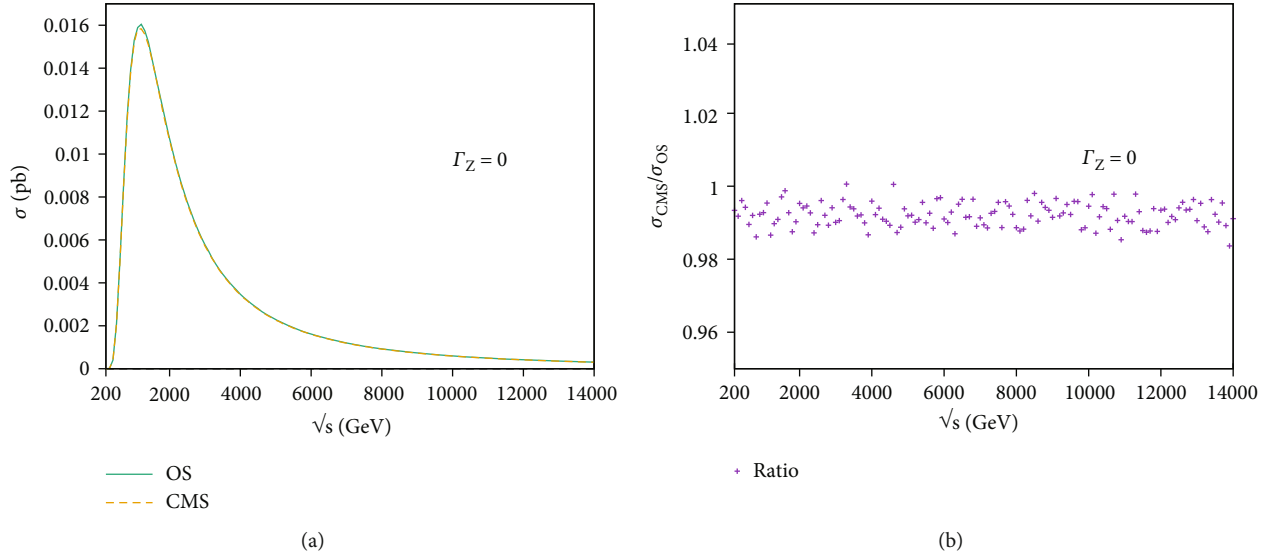 0.016
0.014
0.012
0.01
0.008
0.006
0.004
0.002
0
σ (pb)
Γ_Z = 0
200 2000 4000 6000 8000 10000 12000 14000
√s (GeV)
OS
CMS
(a)
1.04
1.02
1
0.98
0.96
σ_CMS/σ_OS
Γ_Z = 0
200 2000 4000 6000 8000 10000 12000 14000
√s (GeV)
Ratio
(b)